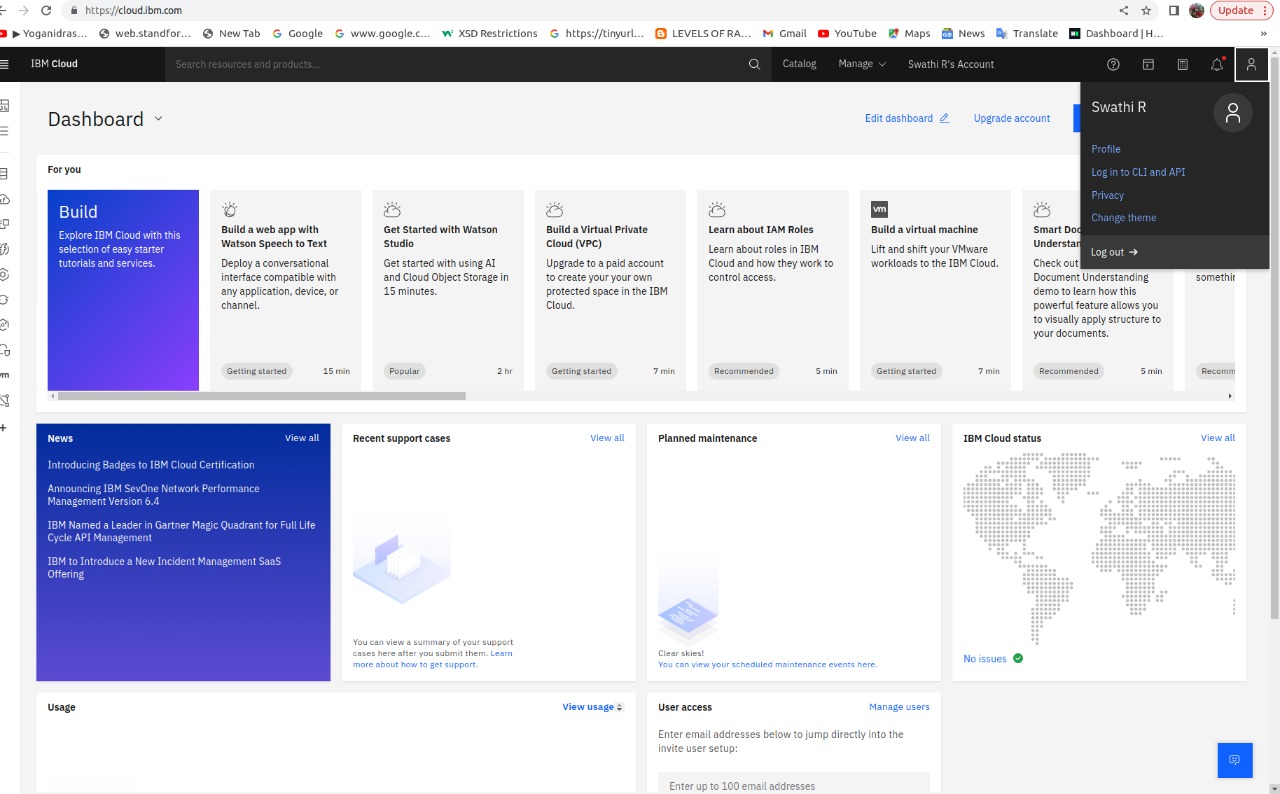 https://cloud.ibm.com
Update
Yoganidras...
web.standfor...
New Tab
Google
www.google.c...
XSD Restrictions
https://tinyurl...
LEVELS OF RA...
Gmail
YouTube
Maps
News
Translate
Dashboard | H...
»
IBM Cloud
Search resources and products...
Catalog
Manage
Swathi R's Account
Swathi R
Profile
Log in to CLI and API
Privacy
Change theme
Log out →
Dashboard
Edit dashboard
Upgrade account
For you
Build
Explore IBM Cloud with this
selection of easy starter
tutorials and services.
Build a web app with
Watson Speech to Text
Deploy a conversational
interface compatible with
any application, device, or
channel.
Getting started
15 min
Get Started with Watson
Studio
Get started with using AI
and Cloud Object Storage in
15 minutes.
Popular
2 hr
Build a Virtual Private
Cloud (VPC)
Upgrade to a paid account
to create your your own
protected space in the IBM
Cloud.
Getting started
7 min
Learn about IAM Roles
Learn about roles in IBM
Cloud and how they work to
control access.
Recommended
5 min
vm
Build a virtual machine
Lift and shift your VMware
workloads to the IBM Cloud.
Getting started
7 min
Smart Doc
Understan
Check out
Document Understanding
demo to learn how this
powerful feature allows you
to visually apply structure to
your documents.
Recommended
5 min
somethin
Recomm
News
View all
Introducing Badges to IBM Cloud Certification
Announcing IBM SevOne Network Performance
Management Version 6.4
IBM Named a Leader in Gartner Magic Quadrant for Full Life
Cycle API Management
IBM to Introduce a New Incident Management SaaS
Offering
Recent support cases
View all
You can view a summary of your support
cases here after you submit them. Learn
more about how to get support.
Planned maintenance
View all
Clear skies!
You can view your scheduled maintenance events here.
IBM Cloud status
View all
No issues
Usage
View usage
User access
Manage users
Enter email addresses below to jump directly into the
invite user setup:
Enter up to 100 email addresses